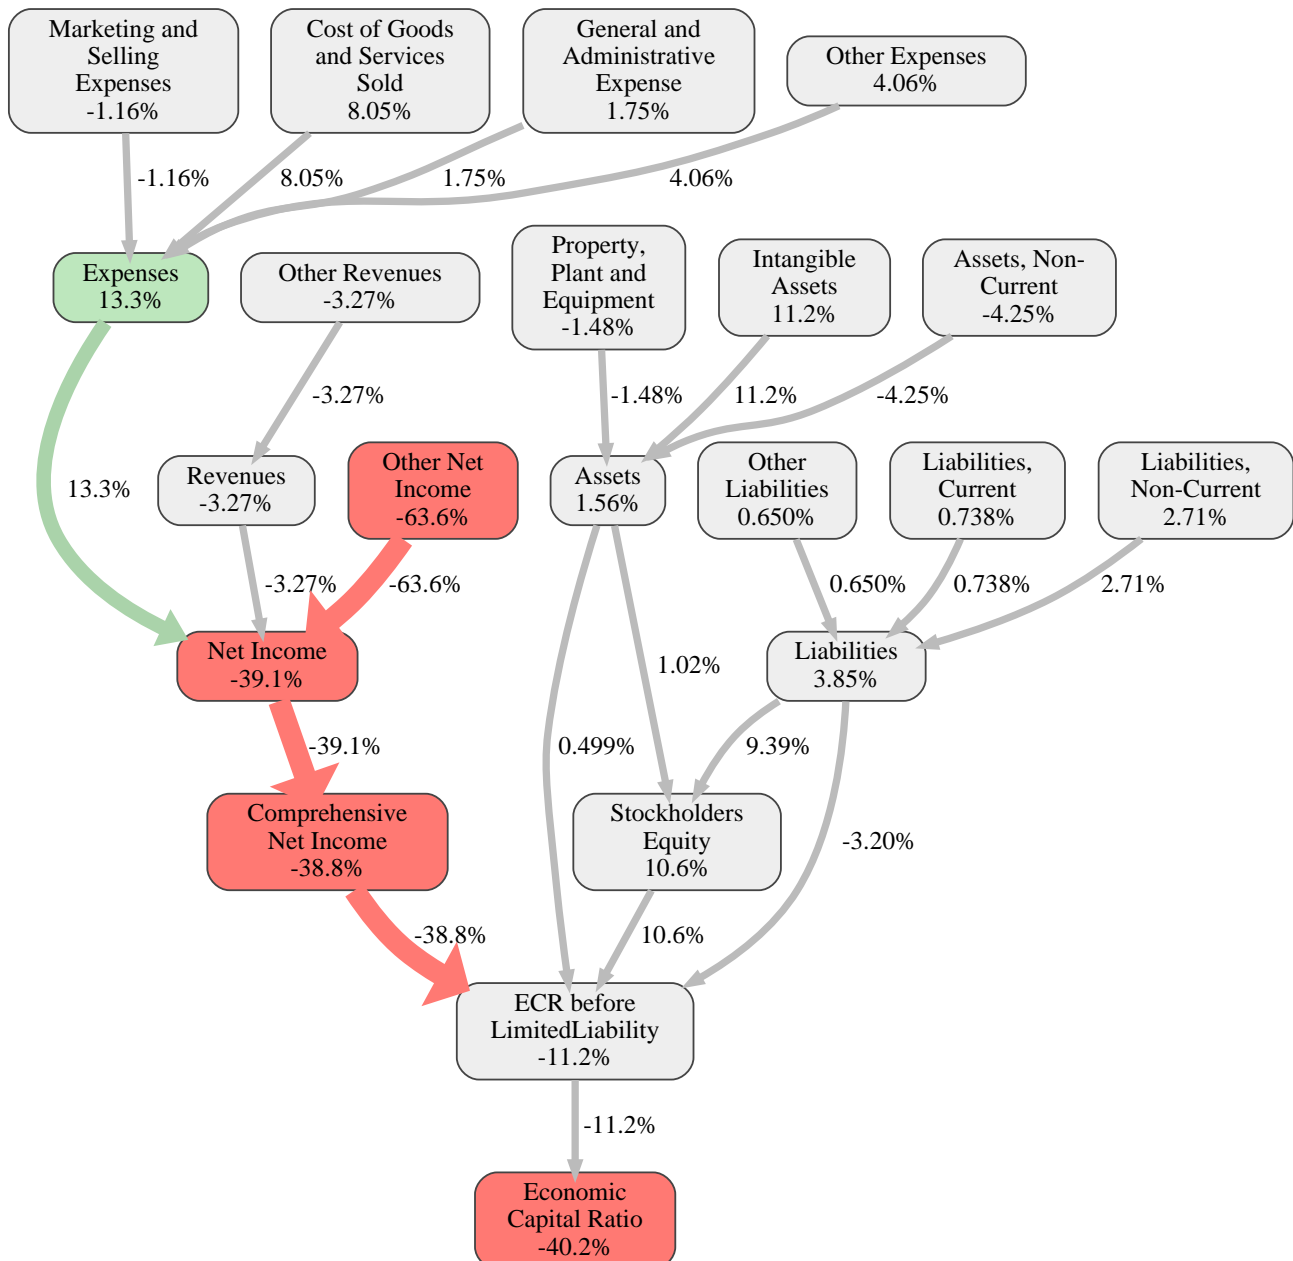 Marketing and
Selling
Expenses
-1.16%
Cost of Goods
and Services
Sold
8.05%
General and
Administrative
Expense
1.75%
Other Expenses
4.06%
-1.16%
8.05%
1.75%
4.06%
Expenses
13.3%
Other Revenues
-3.27%
Property,
Plant and
Equipment
-1.48%
Intangible
Assets
11.2%
Assets, Non-
Current
-4.25%
-3.27%
-1.48%
11.2%
-4.25%
13.3%
Revenues
-3.27%
Other Net
Income
-63.6%
Assets
1.56%
Other
Liabilities
0.650%
Liabilities,
Current
0.738%
Liabilities,
Non-Current
2.71%
-3.27%
-63.6%
0.650%
0.738%
2.71%
Net Income
-39.1%
1.02%
Liabilities
3.85%
-39.1%
0.499%
9.39%
-3.20%
Comprehensive
Net Income
-38.8%
Stockholders
Equity
10.6%
-38.8%
10.6%
ECR before
LimitedLiability
-11.2%
-11.2%
Economic
Capital Ratio
-40.2%